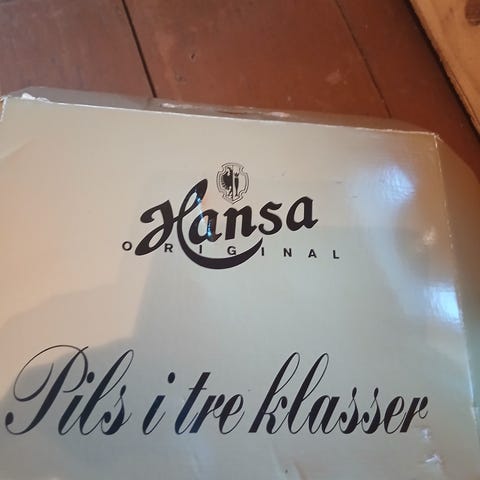 Hansa
ORIGINAL
Pils i tre klasser